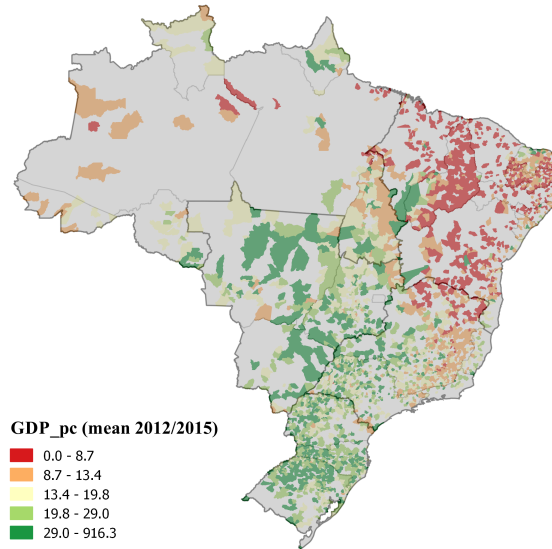 GDP_pc (mean 2012/2015)
0.0 - 8.7
8.7 - 13.4
13.4 - 19.8
19.8 - 29.0
29.0 - 916.3